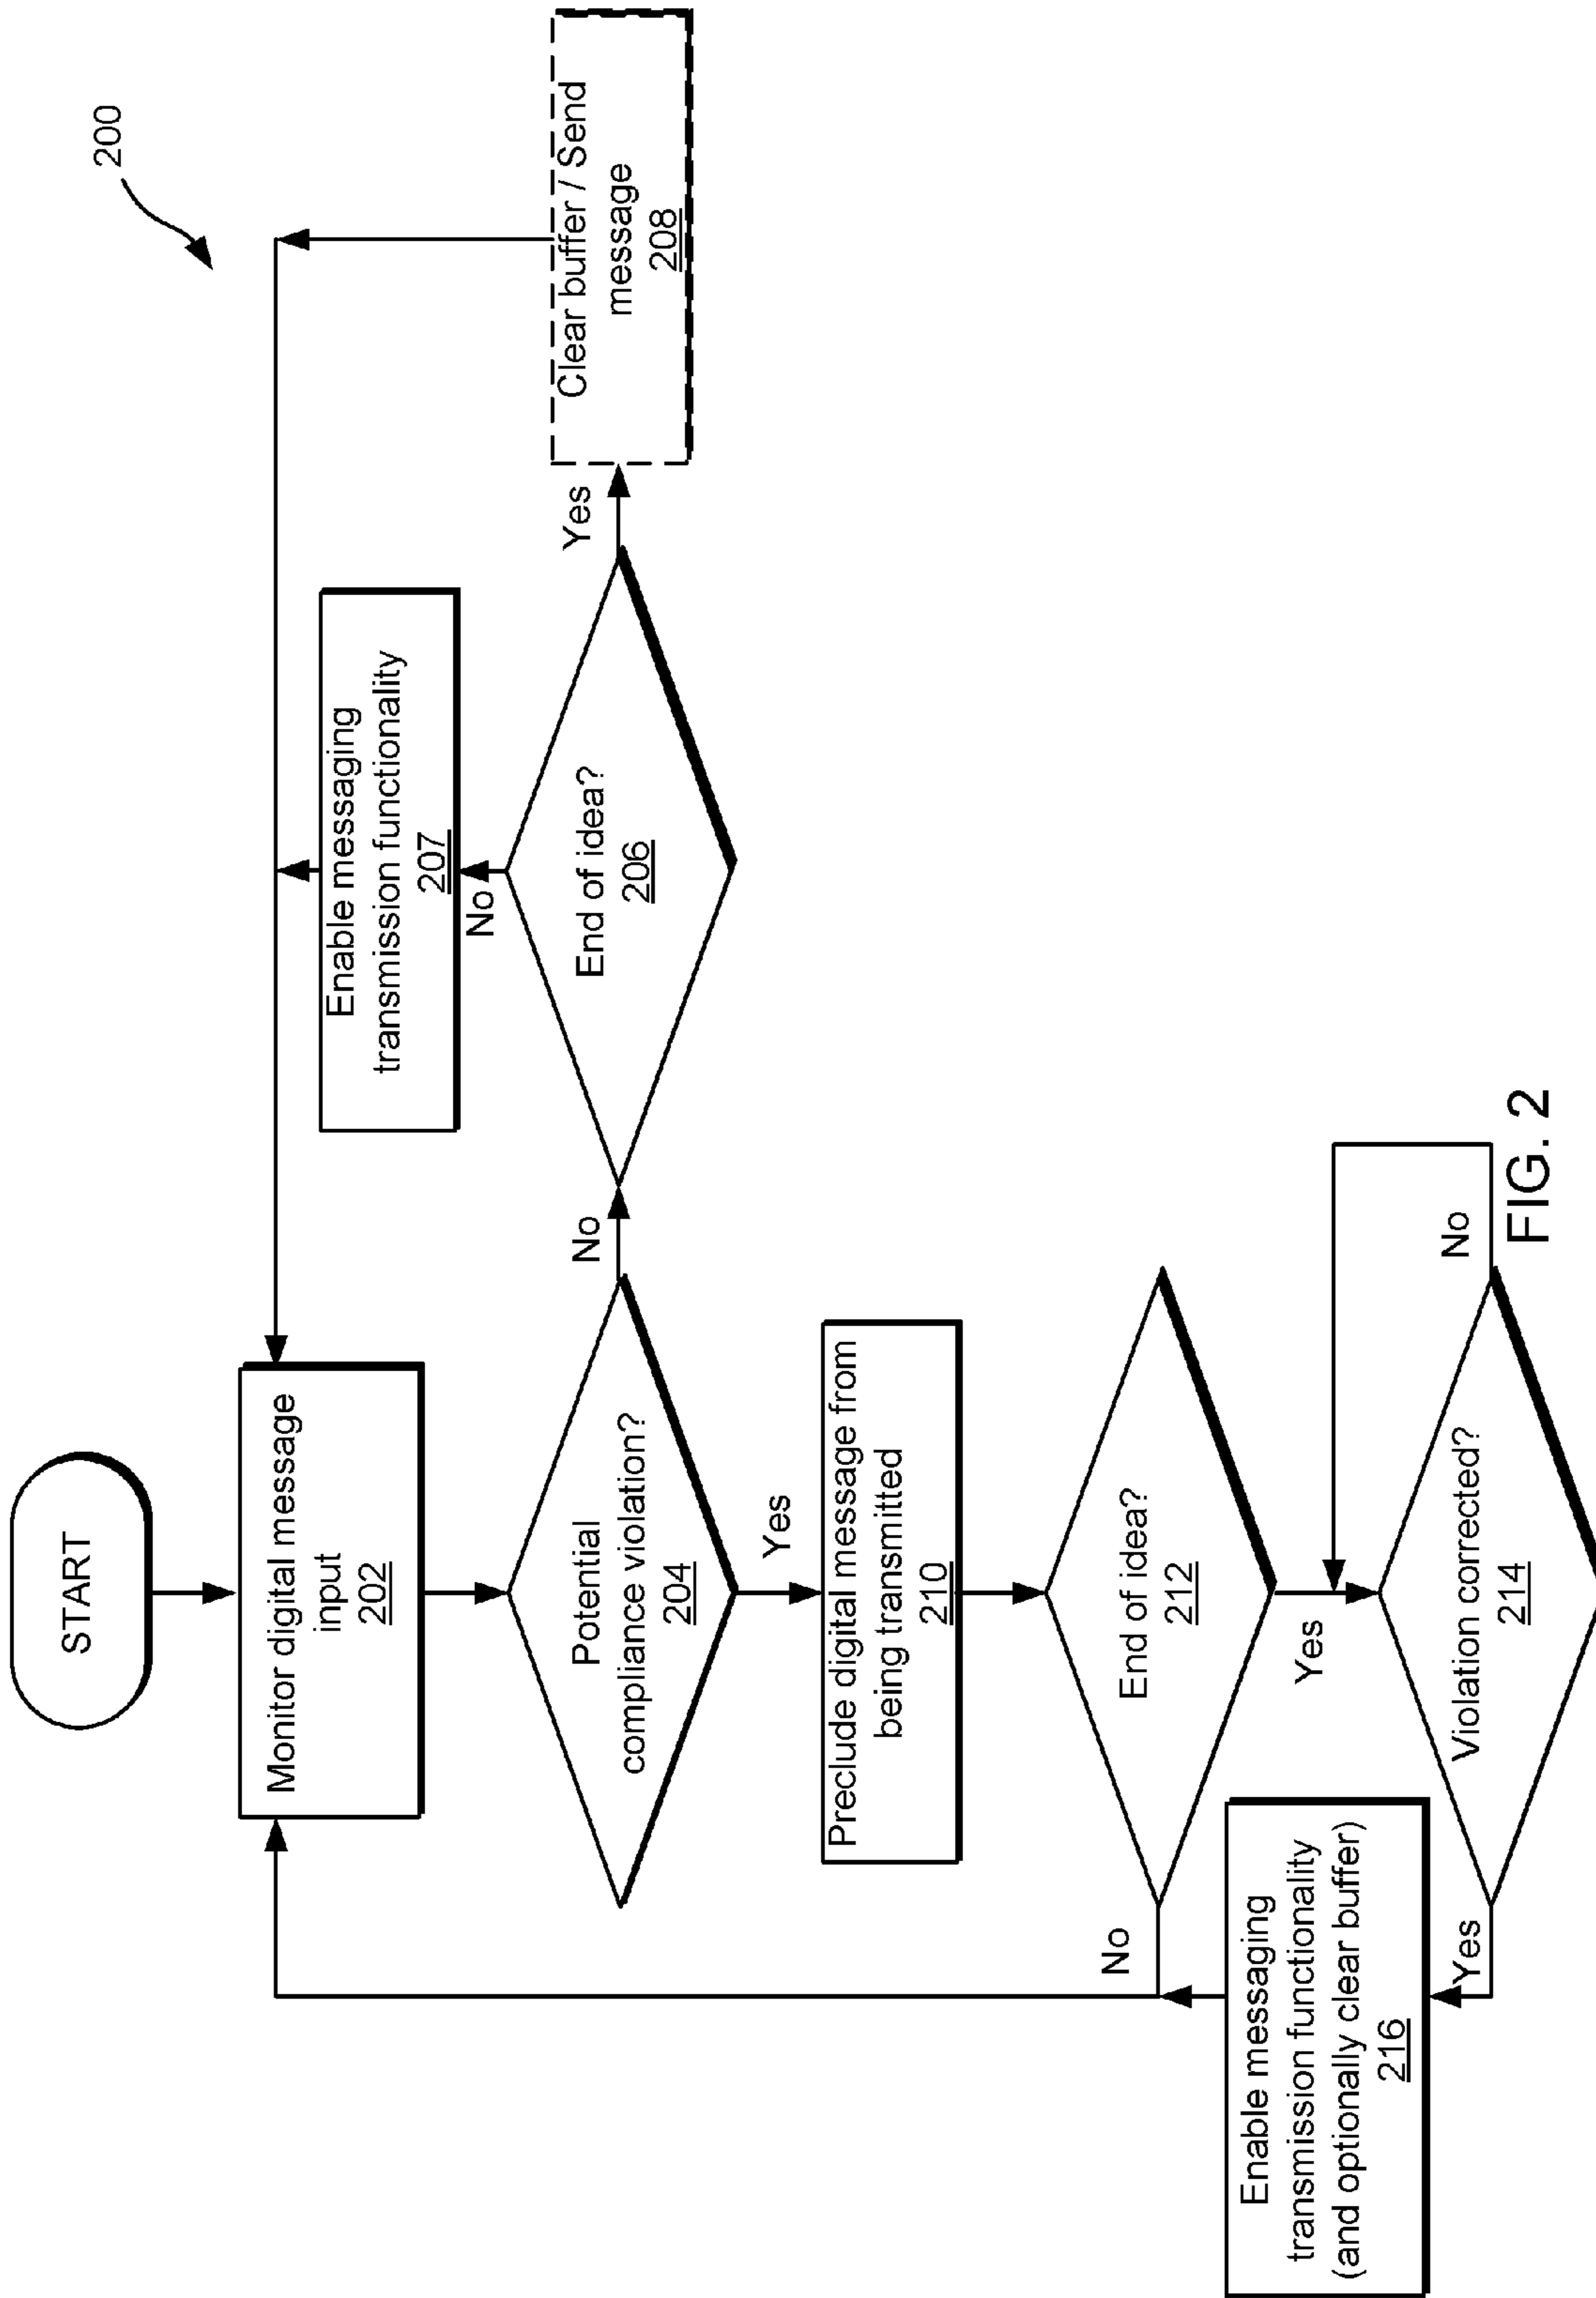 200
START
Monitor digital message
input
202
Potential
compliance violation?
204
No
End of idea?
206
No
Enable messaging
transmission functionality
207
Yes
Clear buffer / Send
message
208
Yes
Preclude digital message from
being transmitted
210
End of idea?
212
No
Yes
Violation corrected?
214
No
Yes
Enable messaging
transmission functionality
(and optionally clear buffer)
216
FIG. 2